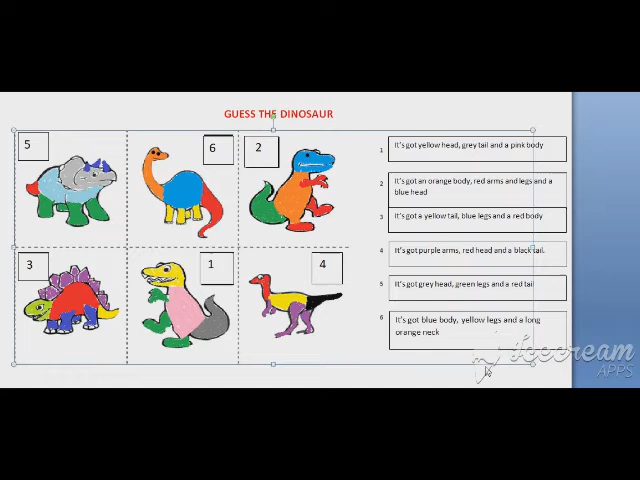 GUESS THE DINOSAUR
5
6
2
3
1
4
1 It's got yellow head, grey tail and a pink body
2 It's got an orange body, red arms and legs and a
blue head
3 It's got a yellow tail, blue legs and a red body
4 It's got purple arms, red head and a black tail.
5 It's got grey head, green legs and a red tail
6 It's got blue body, yellow legs and a long
orange neck
Icecream
APPS